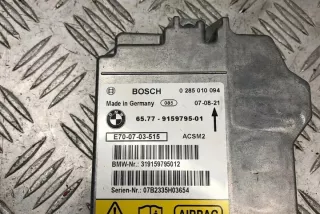 BOSCH 0 285 010 094
Made in Germany 083 07-08-21
65.77 - 9159795-01
E70-07-03-515 ACSM2
BMW-Nr.: 319159795012
Serien-Nr.: 07B2335H03654
AIRBAG